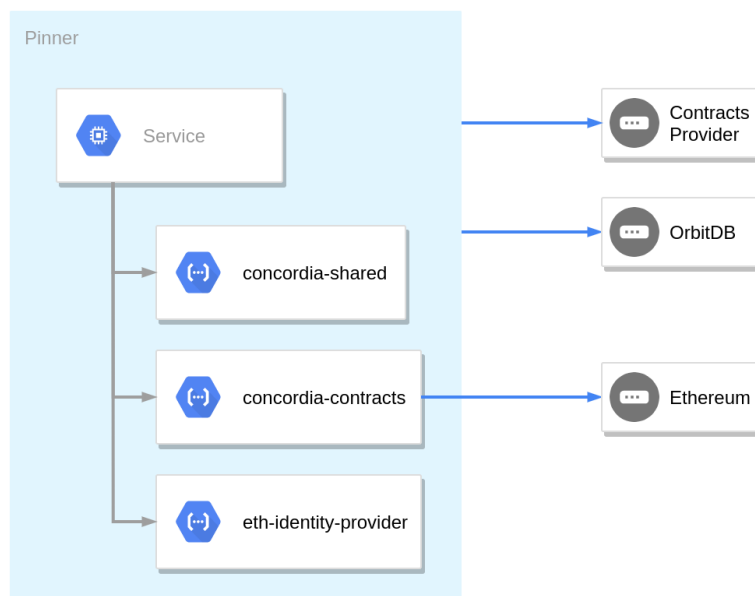 Pinner
Service
Contracts
Provider
OrbitDB
concordia-shared
concordia-contracts
Ethereum
eth-identity-provider